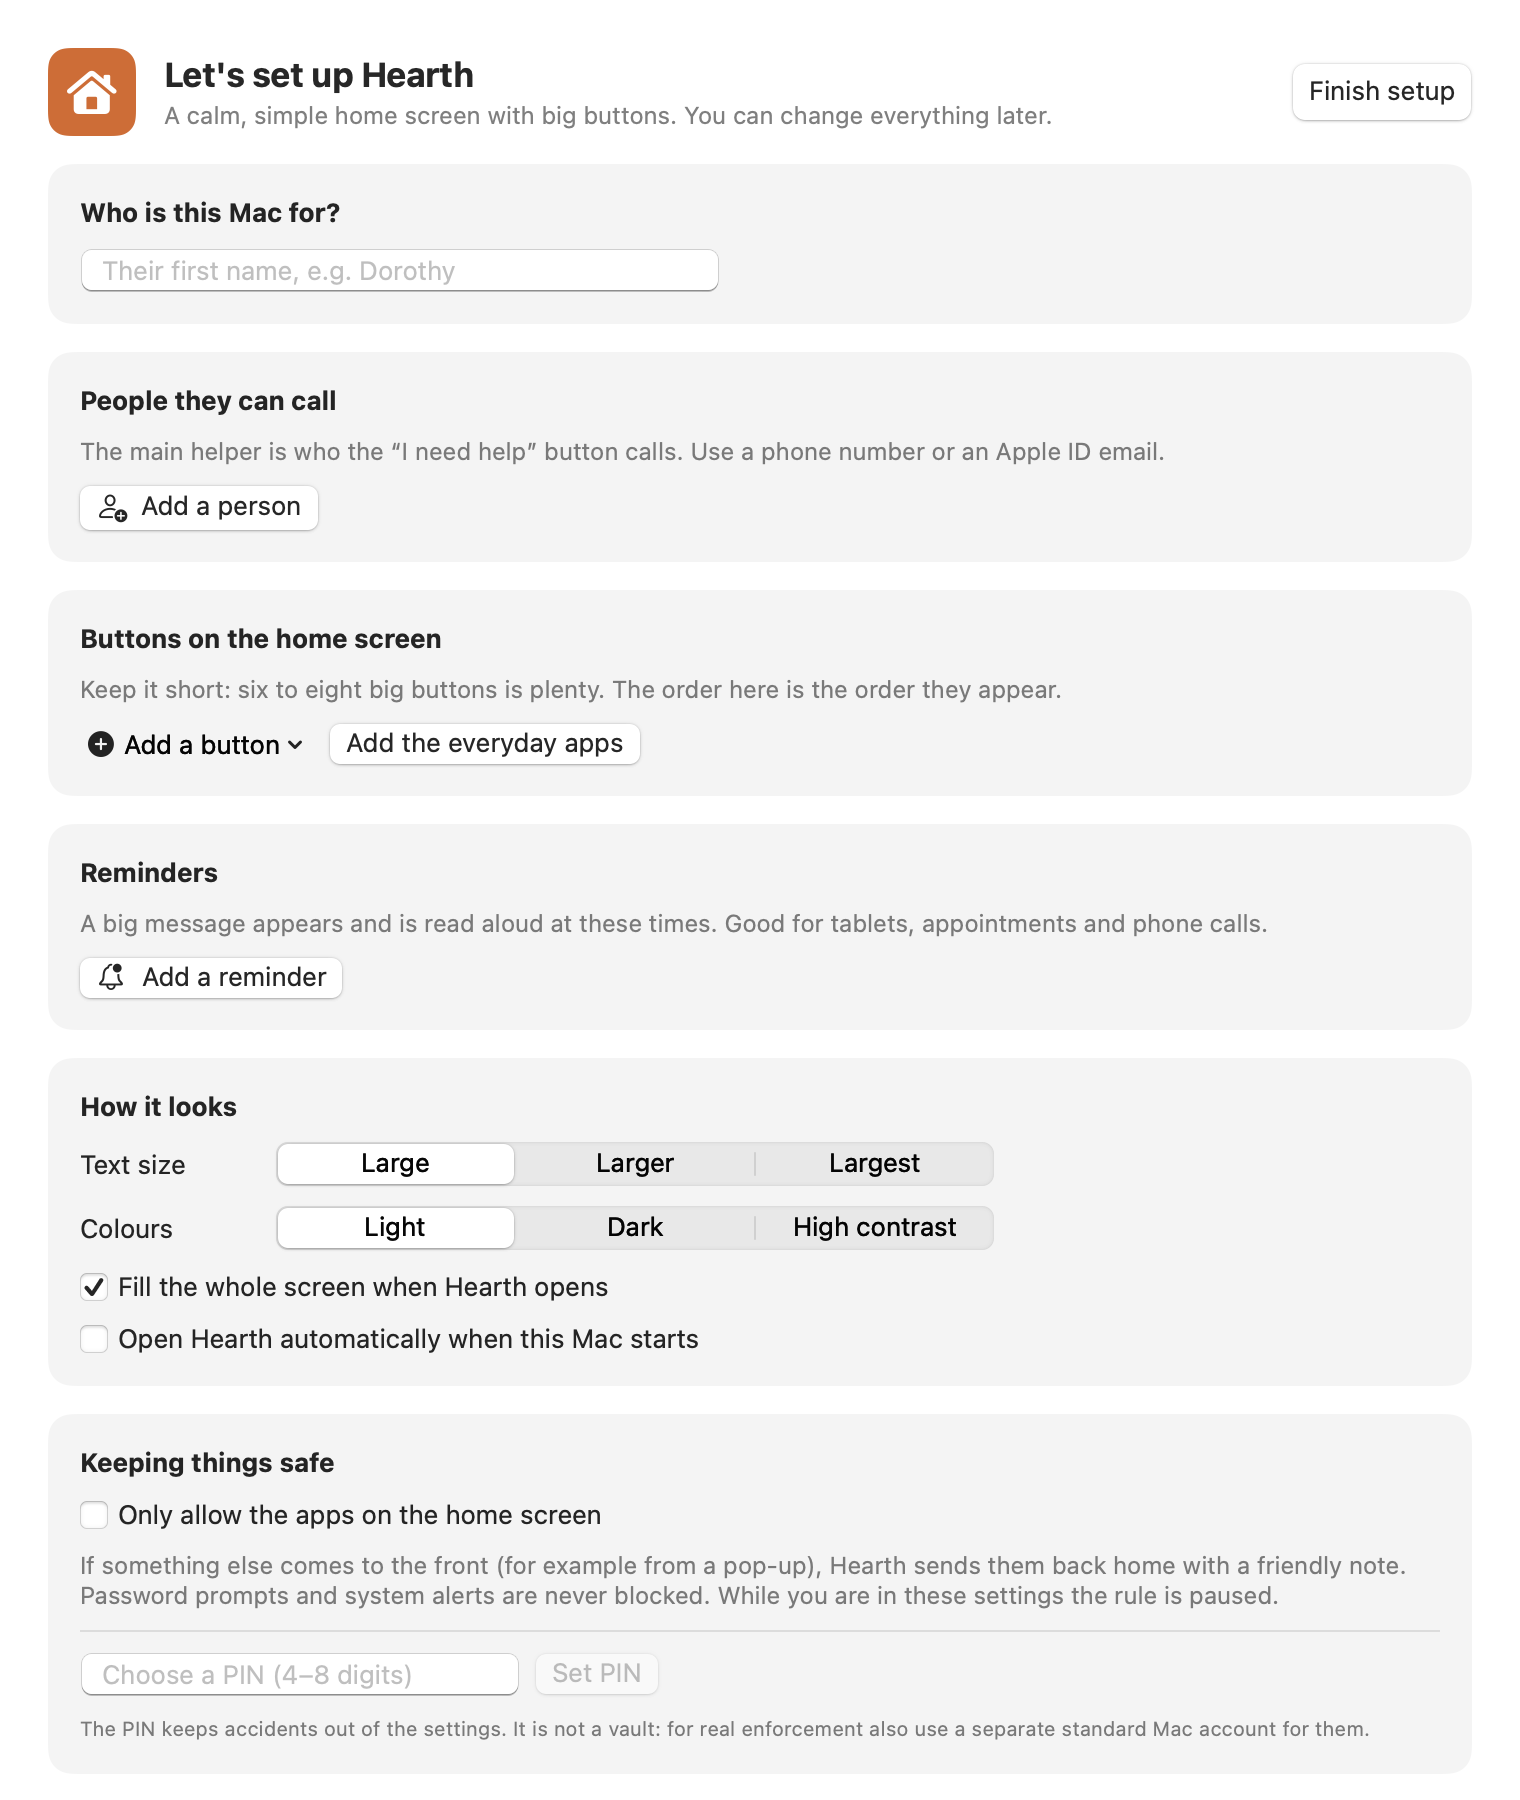 Let's set up Hearth
A calm, simple home screen with big buttons. You can change everything later.
Finish setup
Who is this Mac for?
Their first name, e.g. Dorothy
People they can call
The main helper is who the “I need help” button calls. Use a phone number or an Apple ID email.
Add a person
Buttons on the home screen
Keep it short: six to eight big buttons is plenty. The order here is the order they appear.
Add a button
Add the everyday apps
Reminders
A big message appears and is read aloud at these times. Good for tablets, appointments and phone calls.
Add a reminder
How it looks
Text size
Large
Larger
Largest
Colours
Light
Dark
High contrast
Fill the whole screen when Hearth opens
Open Hearth automatically when this Mac starts
Keeping things safe
Only allow the apps on the home screen
If something else comes to the front (for example from a pop-up), Hearth sends them back home with a friendly note.
Password prompts and system alerts are never blocked. While you are in these settings the rule is paused.
Choose a PIN (4–8 digits)
Set PIN
The PIN keeps accidents out of the settings. It is not a vault: for real enforcement also use a separate standard Mac account for them.